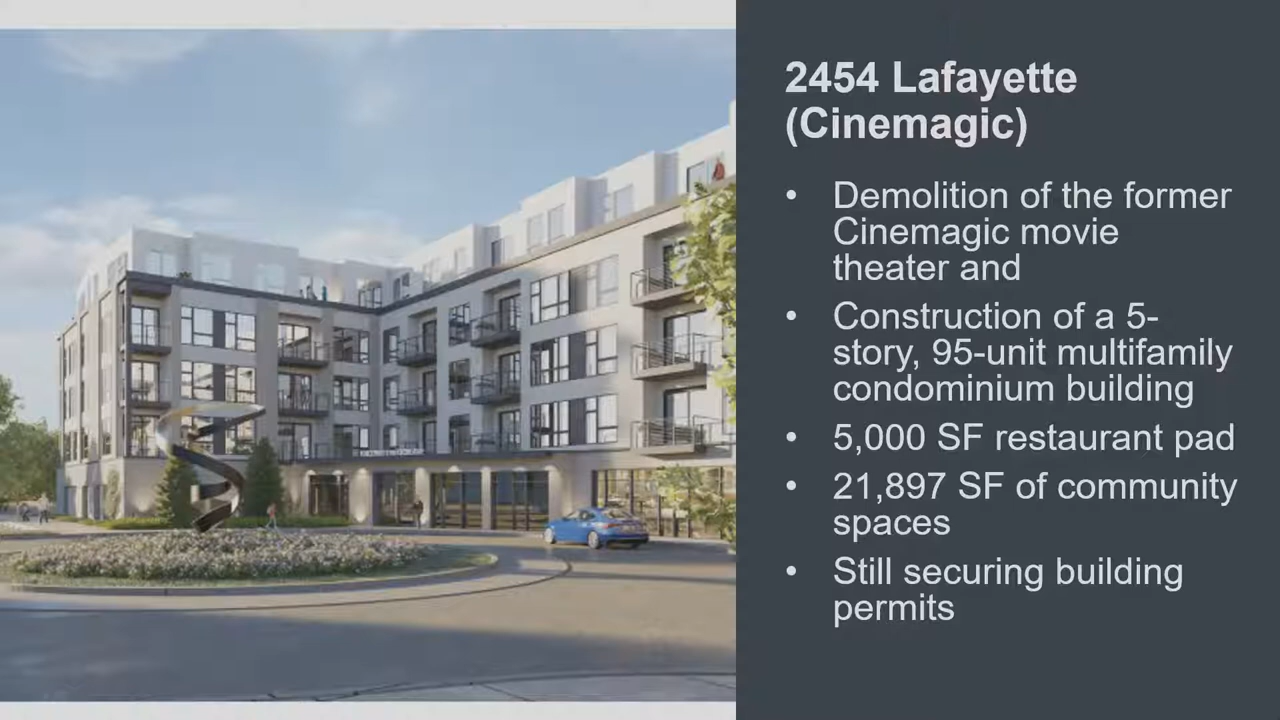 2454 Lafayette
(Cinemagic)
• Demolition of the former
Cinemagic movie
theater and
• Construction of a 5-
story, 95-unit multifamily
condominium building
• 5,000 SF restaurant pad
• 21,897 SF of community
spaces
• Still securing building
permits